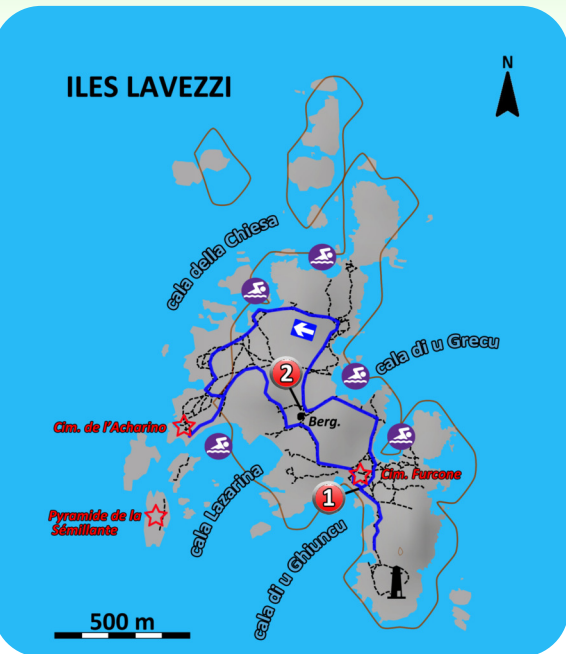 N
ILES LAVEZZI
cala della Chiesa
cala di u Grecu
2
Berg.
Cim. de l'Acharino
Cim. Furcone
1
cala Lazarina
Pyramide de la
Sémillante
cala di u Ghiuncu
500 m